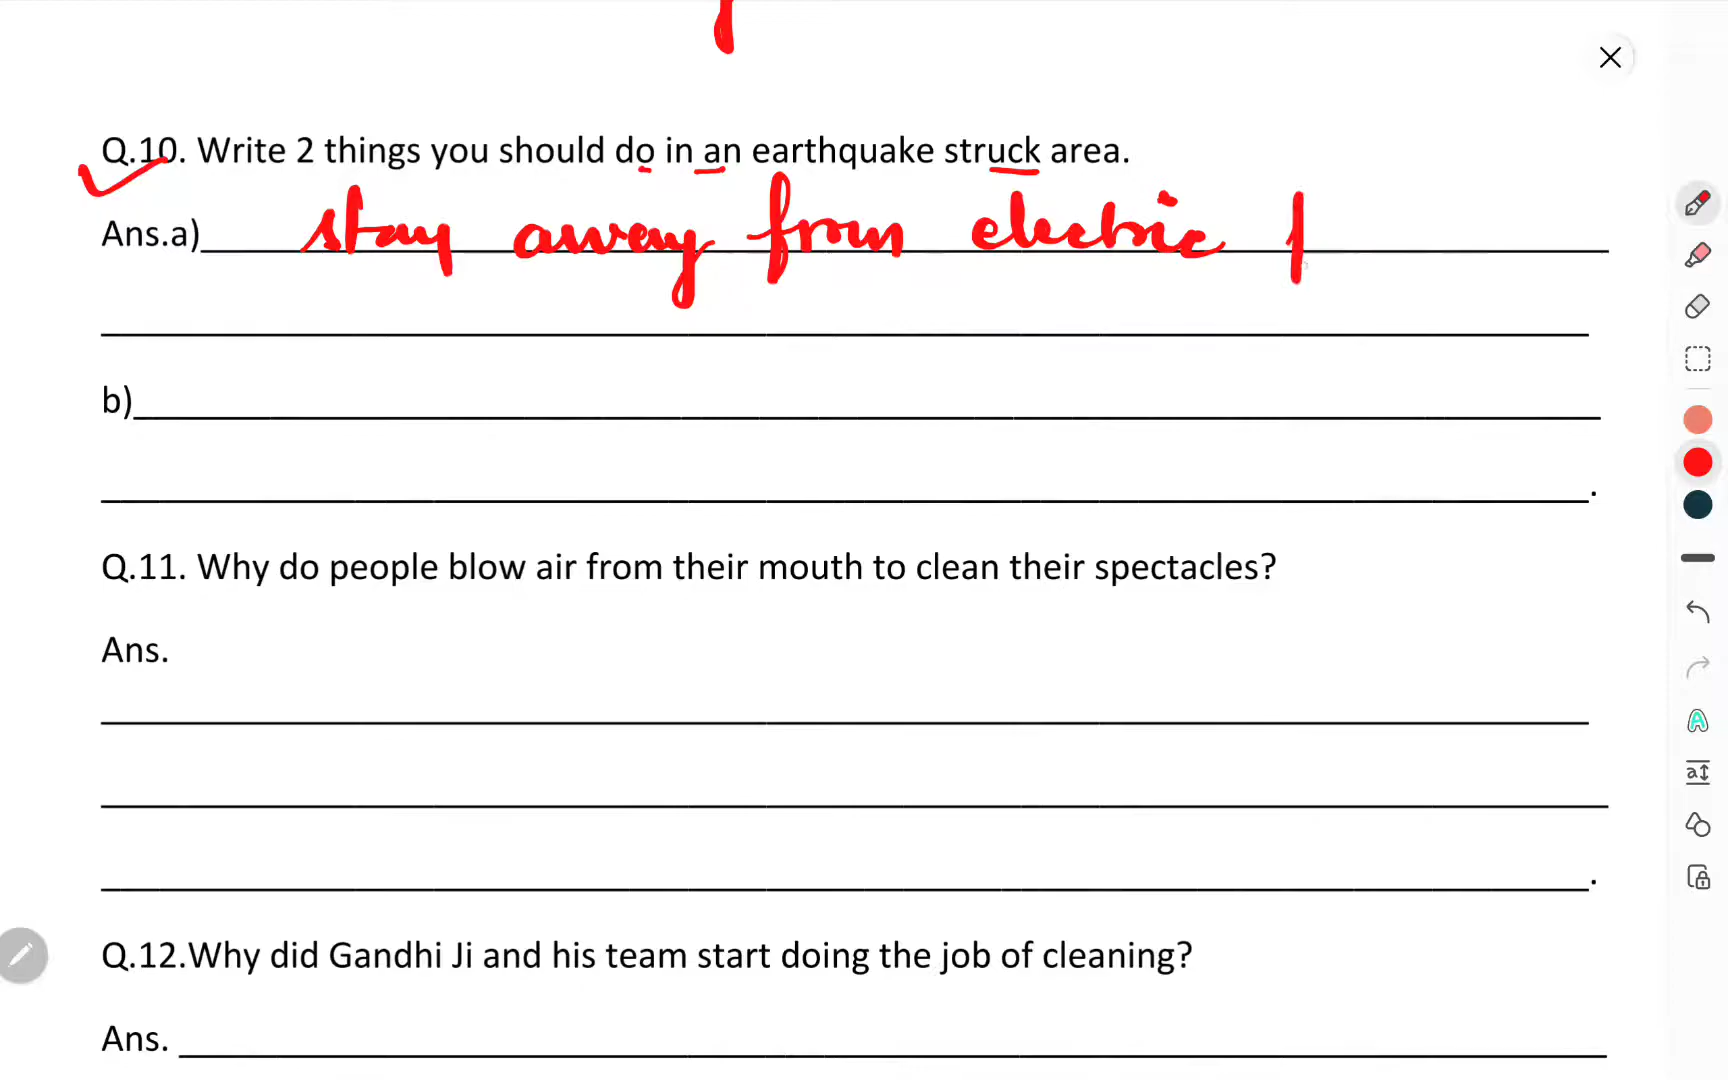 Q.10. Write 2 things you should do in an earthquake struck area.
Ans.a) stay away from electric
b)
Q.11. Why do people blow air from their mouth to clean their spectacles?
Ans.
Q.12.Why did Gandhi Ji and his team start doing the job of cleaning?
Ans.